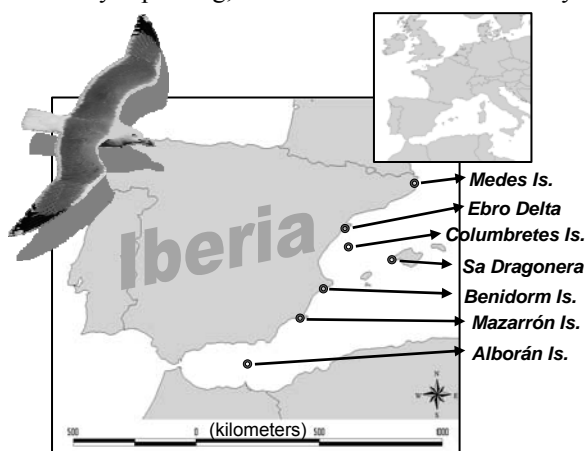 Iberia
Medes Is.
Ebro Delta
Columbretes Is.
Sa Dragonera
Benidorm Is.
Mazarrón Is.
Alborán Is.
N
W E
S
(kilometers)
500 0 500 1000